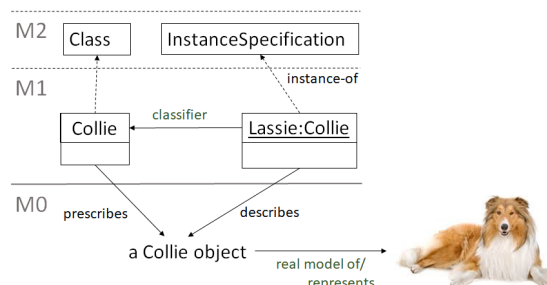 M2
Class
InstanceSpecification
M1
instance-of
classifier
Collie
Lassie:Collie
M0
prescribes
describes
a Collie object
real model of/
represents